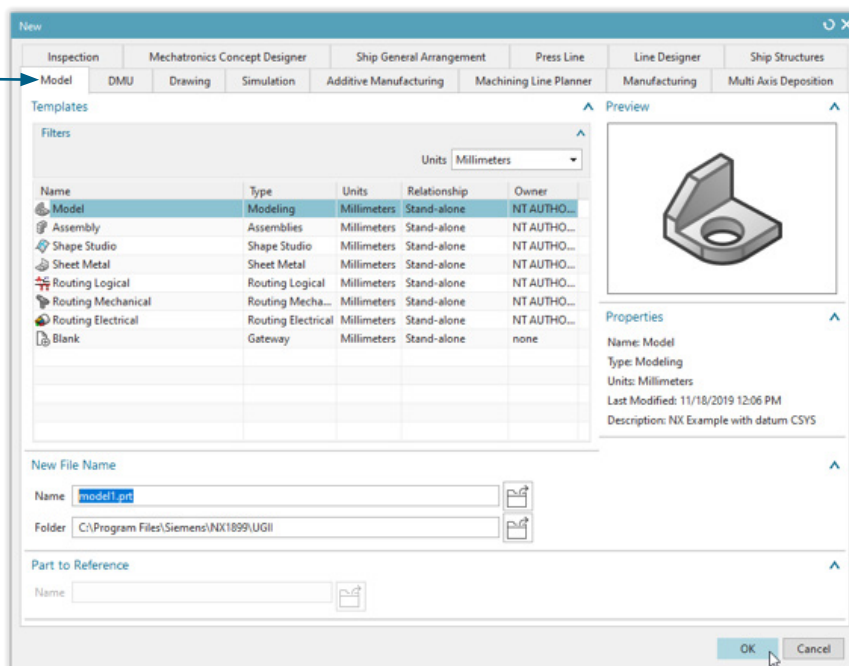 New
Inspection Mechatronics Concept Designer Ship General Arrangement Press Line Line Designer Ship Structures
Model DMU Drawing Simulation Additive Manufacturing Machining Line Planner Manufacturing Multi Axis Deposition
Templates
Filters
Units Millimeters
Name Type Units Relationship Owner
Model Modeling Millimeters Stand-alone NT AUTHO...
Assembly Assemblies Millimeters Stand-alone NT AUTHO...
Shape Studio Shape Studio Millimeters Stand-alone NT AUTHO...
Sheet Metal Sheet Metal Millimeters Stand-alone NT AUTHO...
Routing Logical Routing Logical Millimeters Stand-alone NT AUTHO...
Routing Mechanical Routing Mecha... Millimeters Stand-alone NT AUTHO...
Routing Electrical Routing Electrical Millimeters Stand-alone NT AUTHO...
Blank Gateway Millimeters Stand-alone none
Preview
Properties
Name: Model
Type: Modeling
Units: Millimeters
Last Modified: 11/18/2019 12:06 PM
Description: NX Example with datum CSYS
New File Name
Name model1.prt
Folder C:\Program Files\Siemens\NX1899\UGII
Part to Reference
Name
OK Cancel